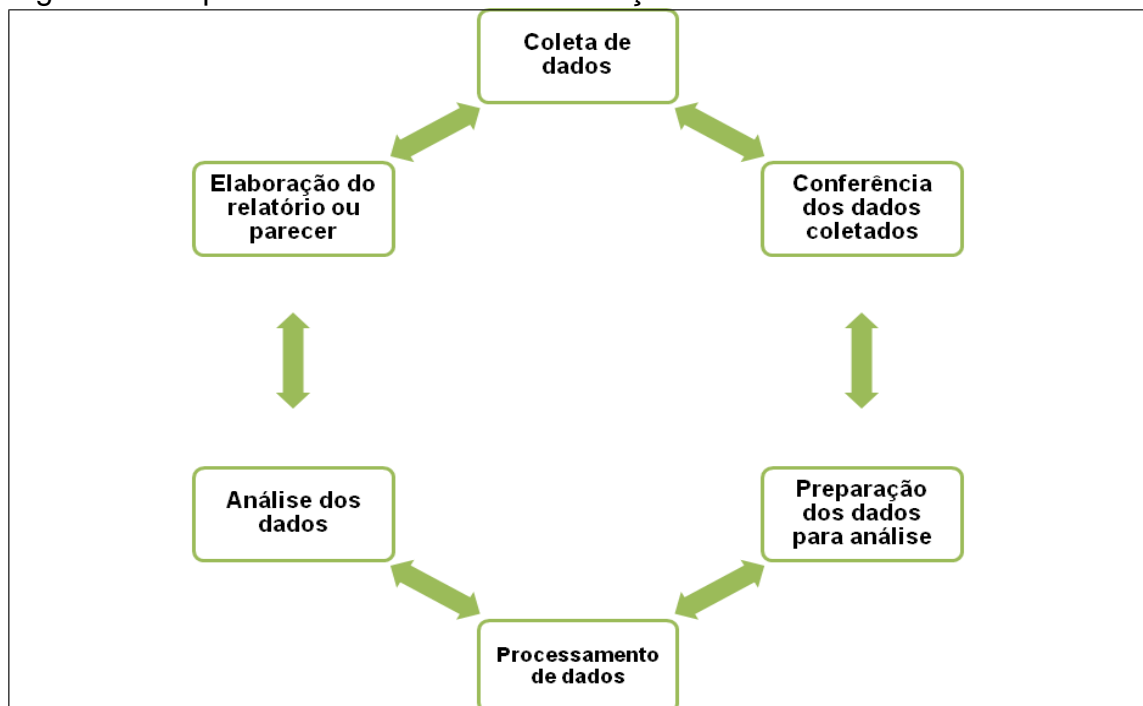 Coleta de
dados
Conferência
dos dados
coletados
Preparação
dos dados
para análise
Processamento
de dados
Análise dos
dados
Elaboração do
relatório ou
parecer